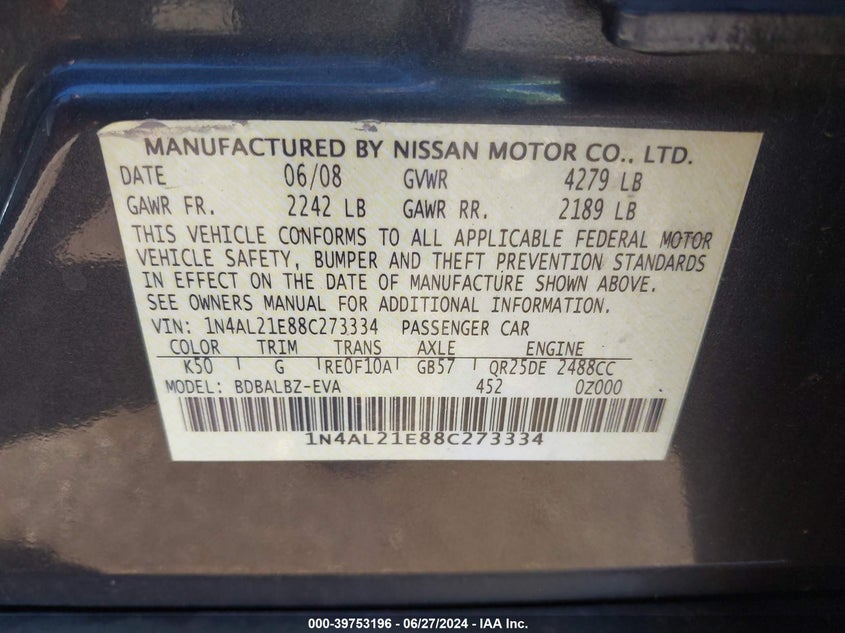 MANUFACTURED BY NISSAN MOTOR CO., LTD.
DATE 06/08 GVWR 4279 LB
GAWR FR. 2242 LB GAWR RR. 2189 LB
THIS VEHICLE CONFORMS TO ALL APPLICABLE FEDERAL MOTOR
VEHICLE SAFETY, BUMPER AND THEFT PREVENTION STANDARDS
IN EFFECT ON THE DATE OF MANUFACTURE SHOWN ABOVE.
SEE OWNERS MANUAL FOR ADDITIONAL INFORMATION.
VIN: 1N4AL21E88C273334 PASSENGER CAR
COLOR TRIM TRANS AXLE ENGINE
K50 G RE0F10A GB57 QR25DE 2488CC
MODEL: BDBALBZ-EVA 452 0Z000
1N4AL21E88C273334
000-39753196 - 06/27/2024 - IAA Inc.